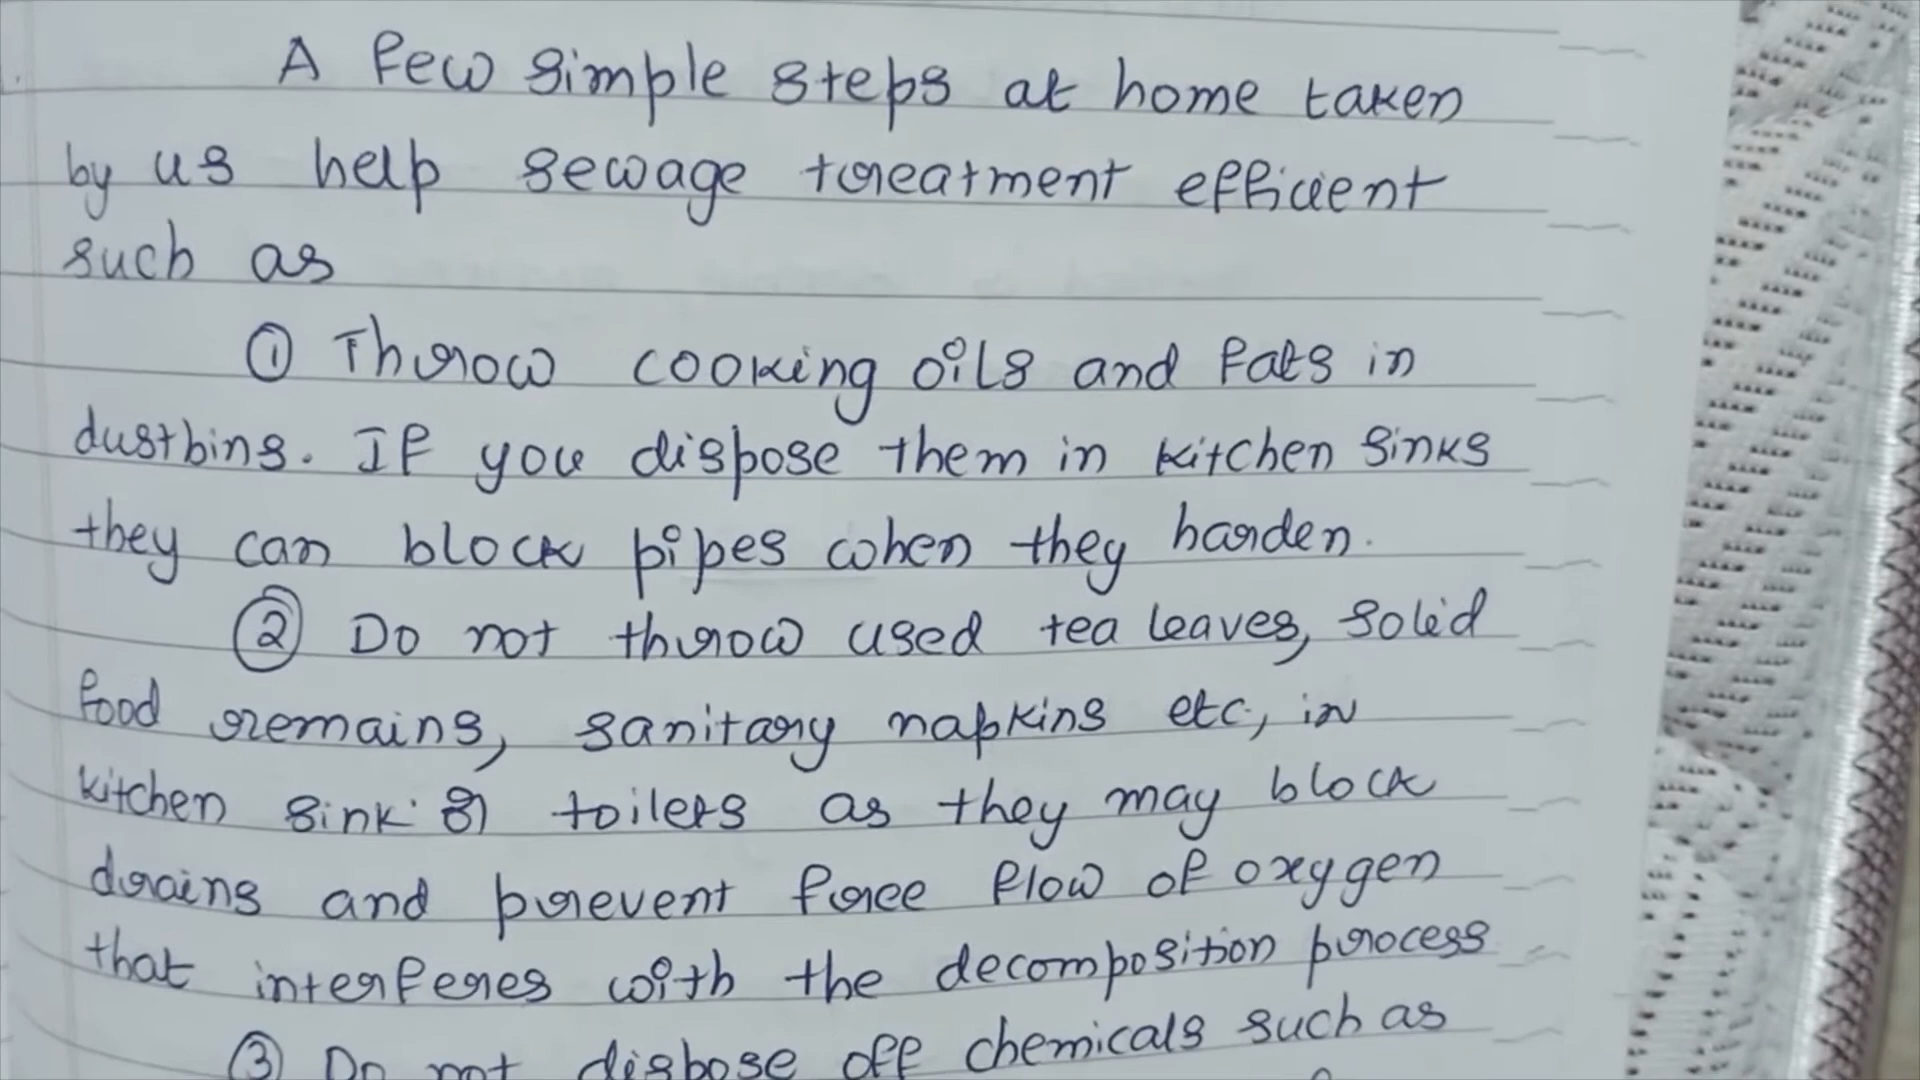 A few simple steps at home taken
by us help sewage treatment efficient
such as
① Throw cooking oils and fats in
dustbins. If you dispose them in kitchen sinks
they can block pipes when they harden.
② Do not throw used tea leaves, solid
food remains, sanitary napkins etc, in
kitchen sink or toilets as they may block
drains and prevent free flow of oxygen
that interferes with the decomposition process
③ Do not dispose off chemicals such as